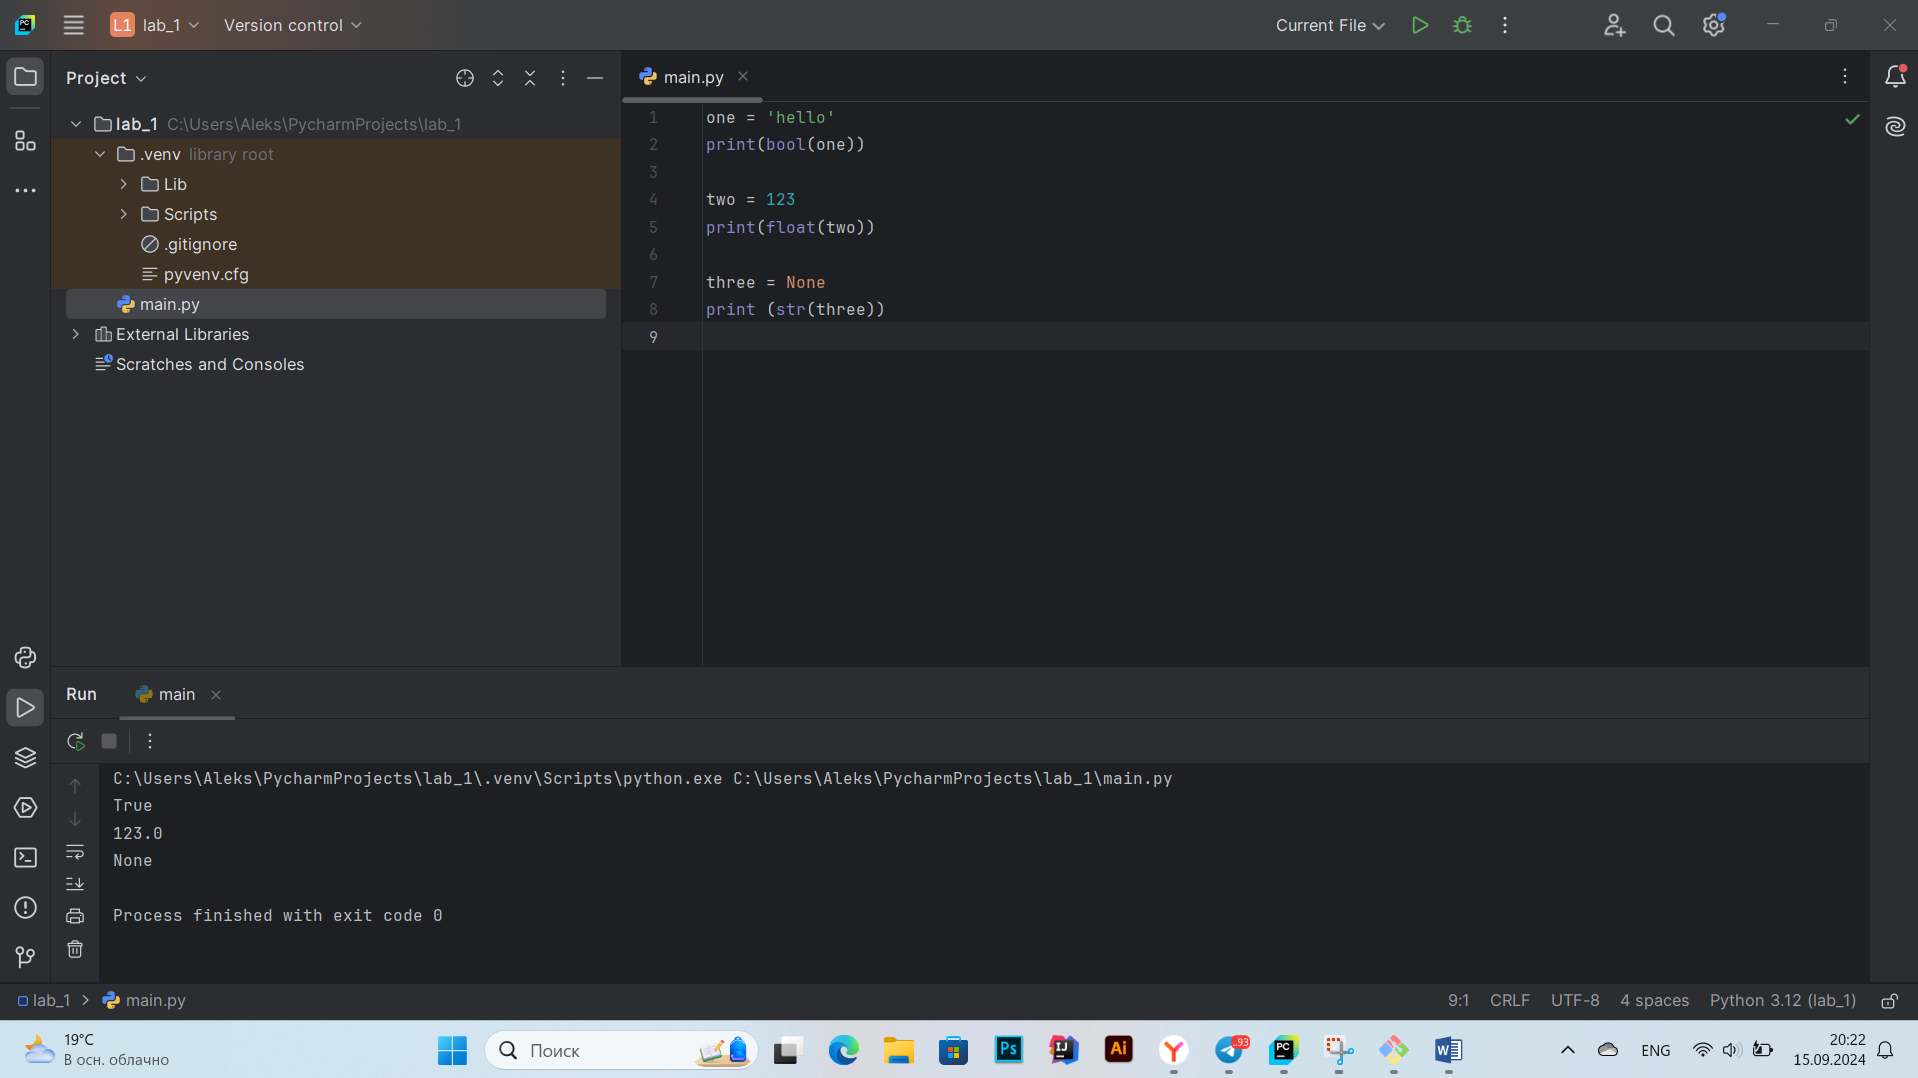 L1 lab_1 Version control Current File
Project
main.py
lab_1 C:\Users\Aleks\PycharmProjects\lab_1
.venv library root
Lib
Scripts
.gitignore
pyvenv.cfg
main.py
External Libraries
Scratches and Consoles
1 one = 'hello'
2 print(bool(one))
3
4 two = 123
5 print(float(two))
6
7 three = None
8 print (str(three))
9
Run main
C:\Users\Aleks\PycharmProjects\lab_1\.venv\Scripts\python.exe C:\Users\Aleks\PycharmProjects\lab_1\main.py
True
123.0
None
Process finished with exit code 0
lab_1 main.py 9:1 CRLF UTF-8 4 spaces Python 3.12 (lab_1)
19°C
В осн. облачно
Поиск
Ps
IJ
Ai
93
PC
W
ENG
20:22
15.09.2024